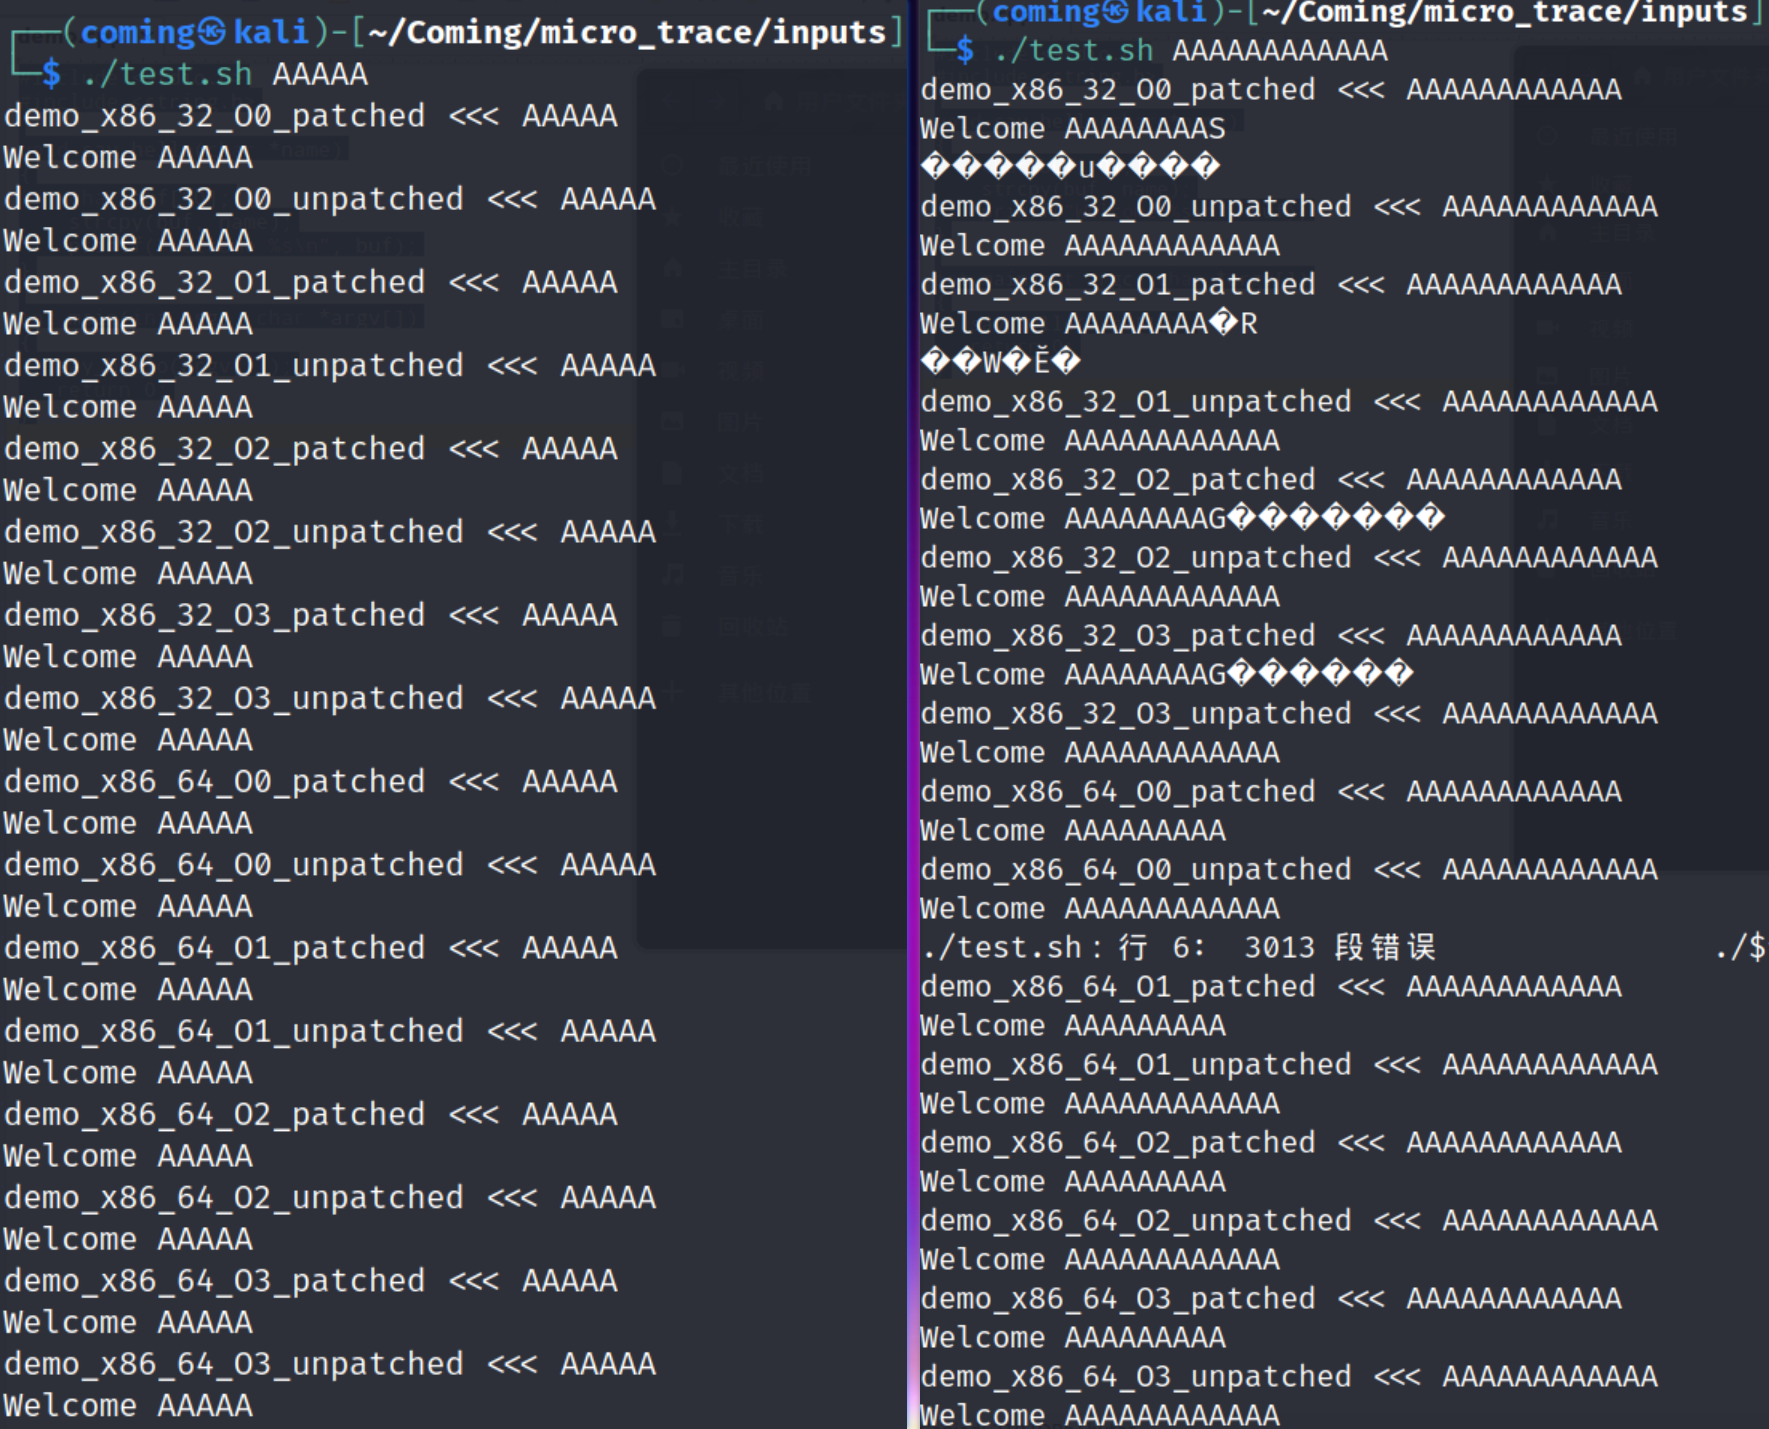 (coming㉿kali)-[~/Coming/micro_trace/inputs]
$ ./test.sh AAAAA
demo_x86_32_O0_patched <<< AAAAA
Welcome AAAAA
demo_x86_32_O0_unpatched <<< AAAAA
Welcome AAAAA
demo_x86_32_O1_patched <<< AAAAA
Welcome AAAAA
demo_x86_32_O1_unpatched <<< AAAAA
Welcome AAAAA
demo_x86_32_O2_patched <<< AAAAA
Welcome AAAAA
demo_x86_32_O2_unpatched <<< AAAAA
Welcome AAAAA
demo_x86_32_O3_patched <<< AAAAA
Welcome AAAAA
demo_x86_32_O3_unpatched <<< AAAAA
Welcome AAAAA
demo_x86_64_O0_patched <<< AAAAA
Welcome AAAAA
demo_x86_64_O0_unpatched <<< AAAAA
Welcome AAAAA
demo_x86_64_O1_patched <<< AAAAA
Welcome AAAAA
demo_x86_64_O1_unpatched <<< AAAAA
Welcome AAAAA
demo_x86_64_O2_patched <<< AAAAA
Welcome AAAAA
demo_x86_64_O2_unpatched <<< AAAAA
Welcome AAAAA
demo_x86_64_O3_patched <<< AAAAA
Welcome AAAAA
demo_x86_64_O3_unpatched <<< AAAAA
Welcome AAAAA
(coming㉿kali)-[~/Coming/micro_trace/inputs]
$ ./test.sh AAAAAAAAAAAA
demo_x86_32_O0_patched <<< AAAAAAAAAAAA
Welcome AAAAAAAAS
�����u����
demo_x86_32_O0_unpatched <<< AAAAAAAAAAAA
Welcome AAAAAAAAAAAA
demo_x86_32_O1_patched <<< AAAAAAAAAAAA
Welcome AAAAAAAA�R
��W�Ĕ�
demo_x86_32_O1_unpatched <<< AAAAAAAAAAAA
Welcome AAAAAAAAAAAA
demo_x86_32_O2_patched <<< AAAAAAAAAAAA
Welcome AAAAAAAAG�������
demo_x86_32_O2_unpatched <<< AAAAAAAAAAAA
Welcome AAAAAAAAAAAA
demo_x86_32_O3_patched <<< AAAAAAAAAAAA
Welcome AAAAAAAAG������
demo_x86_32_O3_unpatched <<< AAAAAAAAAAAA
Welcome AAAAAAAAAAAA
demo_x86_64_O0_patched <<< AAAAAAAAAAAA
Welcome AAAAAAAAA
demo_x86_64_O0_unpatched <<< AAAAAAAAAAAA
Welcome AAAAAAAAAAAA
./test.sh：行 6： 3013 段错误 ./$
demo_x86_64_O1_patched <<< AAAAAAAAAAAA
Welcome AAAAAAAAA
demo_x86_64_O1_unpatched <<< AAAAAAAAAAAA
Welcome AAAAAAAAAAAA
demo_x86_64_O2_patched <<< AAAAAAAAAAAA
Welcome AAAAAAAAA
demo_x86_64_O2_unpatched <<< AAAAAAAAAAAA
Welcome AAAAAAAAAAAA
demo_x86_64_O3_patched <<< AAAAAAAAAAAA
Welcome AAAAAAAAA
demo_x86_64_O3_unpatched <<< AAAAAAAAAAAA
Welcome AAAAAAAAAAAA